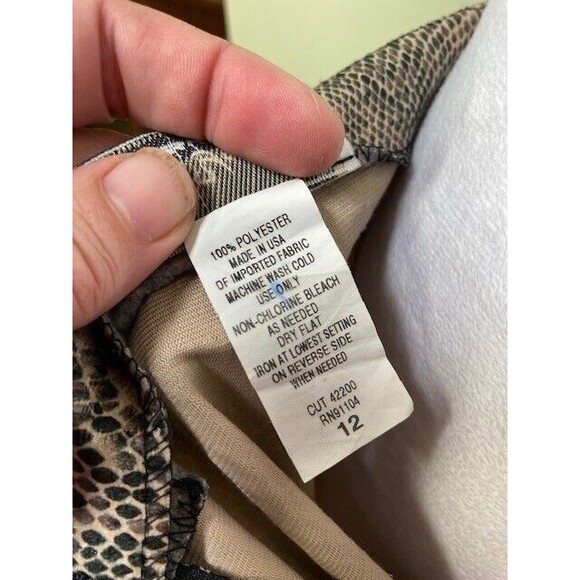 100% POLYESTER
MADE IN USA
OF IMPORTED FABRIC
MACHINE WASH COLD
USE ONLY
NON-CHLORINE BLEACH
AS NEEDED
DRY FLAT
IRON AT LOWEST SETTING
ON REVERSE SIDE
WHEN NEEDED
CUT 42200
RN91104
12